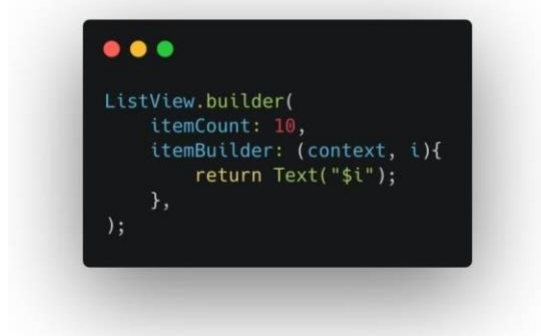 ListView.builder(
    itemCount: 10,
    itemBuilder: (context, i){
        return Text("$i");
    },
);